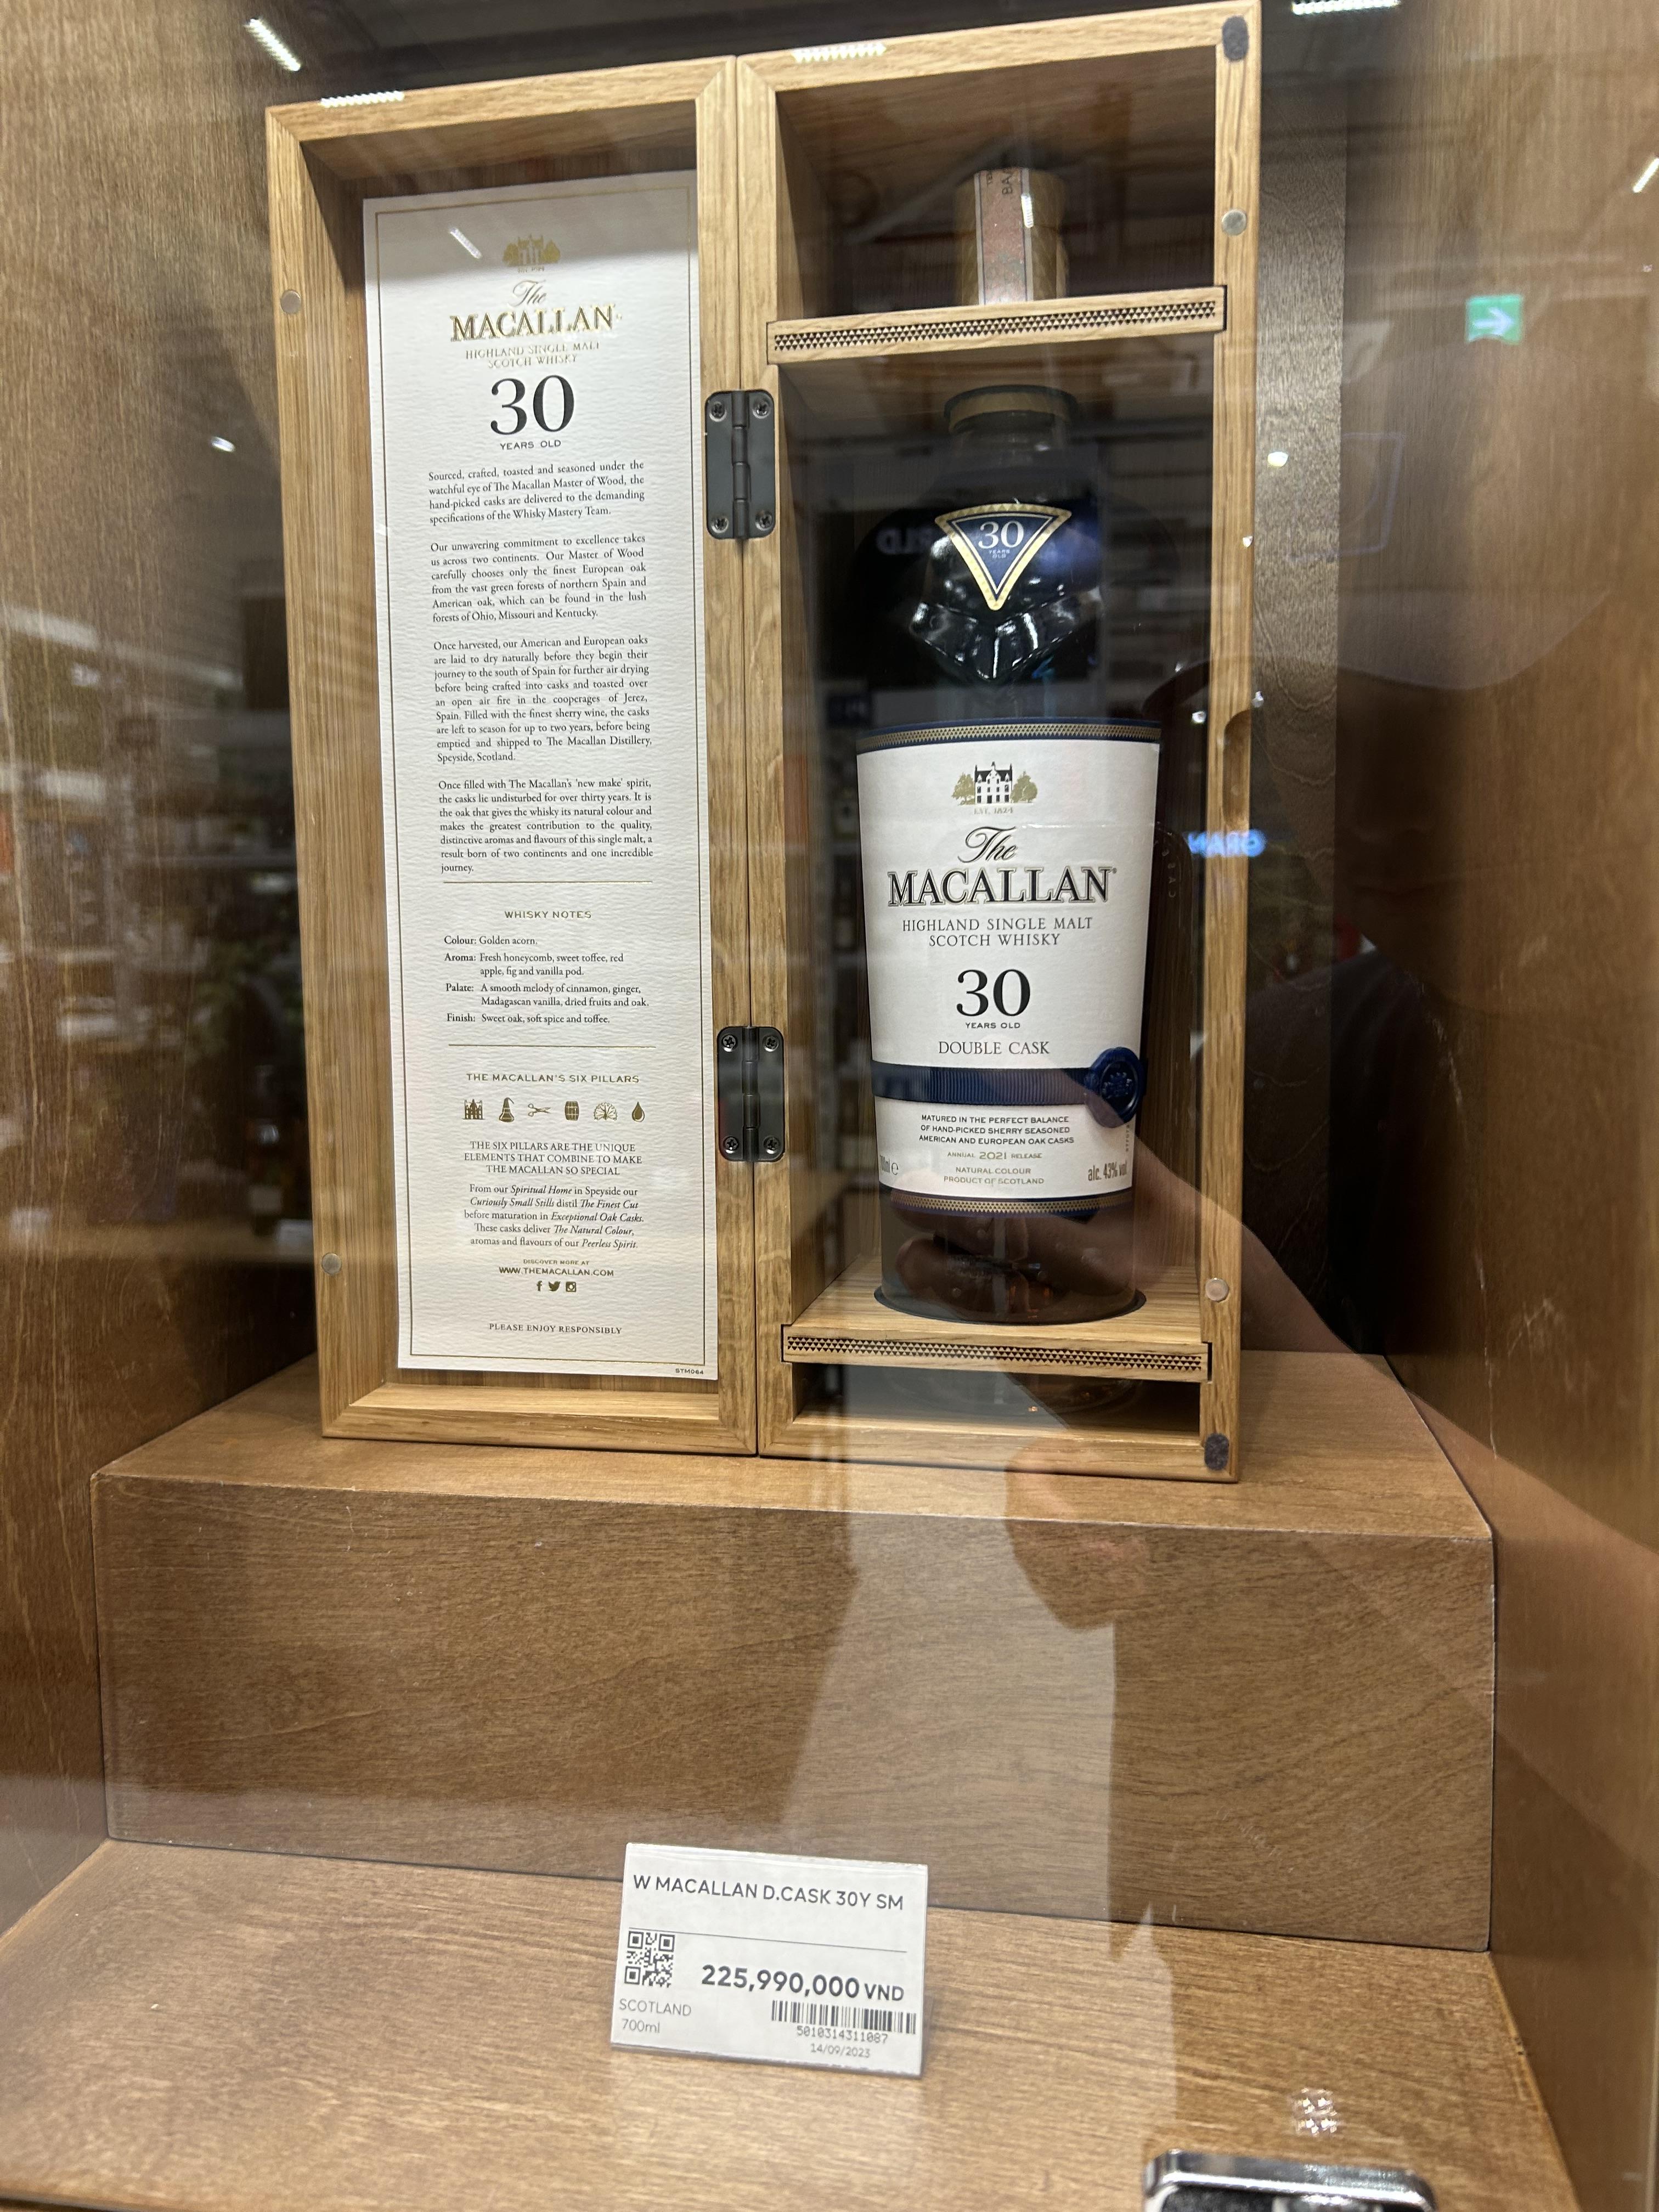 The
MACALLAN
HIGHLAND SINGLE MALT
SCOTCH WHISKY
30
YEARS OLD
Sourced, crafted, toasted and seasoned under the
watchful eye of The Macallan Master of Wood, the
hand-picked casks are delivered to the demanding
specifications of the Whisky Mastery Team.
Our unwavering commitment to excellence takes
us across two continents. Our Master of Wood
carefully chooses only the finest European oak
from the vast green forests of northern Spain and
American oak, which can be found in the lush
forests of Ohio, Missouri and Kentucky.
Once harvested, our American and European oaks
are laid to dry naturally before they begin their
journey to the south of Spain for further air drying
before being crafted into casks and toasted over
an open air fire in the cooperages of Jerez,
Spain. Filled with the finest sherry wine, the casks
are left to season for up to two years, before being
emptied and shipped to The Macallan Distillery,
Speyside, Scotland.
Once filled with The Macallan's 'new make' spirit,
the casks lie undisturbed for over thirty years. It is
the oak that gives the whisky its natural colour and
makes the greatest contribution to the quality,
distinctive aromas and flavours of this single malt, a
result born of two continents and one incredible
journey.
WHISKY NOTES
Colour: Golden acorn.
Aroma: Fresh honeycomb, sweet toffee, red
apple, fig and vanilla pod.
Palate: A smooth melody of cinnamon, ginger,
Madagascan vanilla, dried fruits and oak.
Finish: Sweet oak, soft spice and toffee.
THE MACALLAN'S SIX PILLARS
THE SIX PILLARS ARE THE UNIQUE
ELEMENTS THAT COMBINE TO MAKE
THE MACALLAN SO SPECIAL
From our Spiritual Home in Speyside our
Curiously Small Stills distil The Finest Cut
before maturation in Exceptional Oak Casks.
These casks deliver The Natural Colour,
aromas and flavours of our Peerless Spirit.
DISCOVER MORE AT
WWW.THEMACALLAN.COM
PLEASE ENJOY RESPONSIBLY
STM064
30
YEARS
OLD
EST. 1824
The
MACALLAN
HIGHLAND SINGLE MALT
SCOTCH WHISKY
30
YEARS OLD
DOUBLE CASK
MATURED IN THE PERFECT BALANCE
OF HAND-PICKED SHERRY SEASONED
AMERICAN AND EUROPEAN OAK CASKS
ANNUAL 2021 RELEASE
NATURAL COLOUR
PRODUCT OF SCOTLAND
alc. 43% vol
W MACALLAN D.CASK 30Y SM
225,990,000 VND
SCOTLAND
700ml
5010314311087
14/09/2023